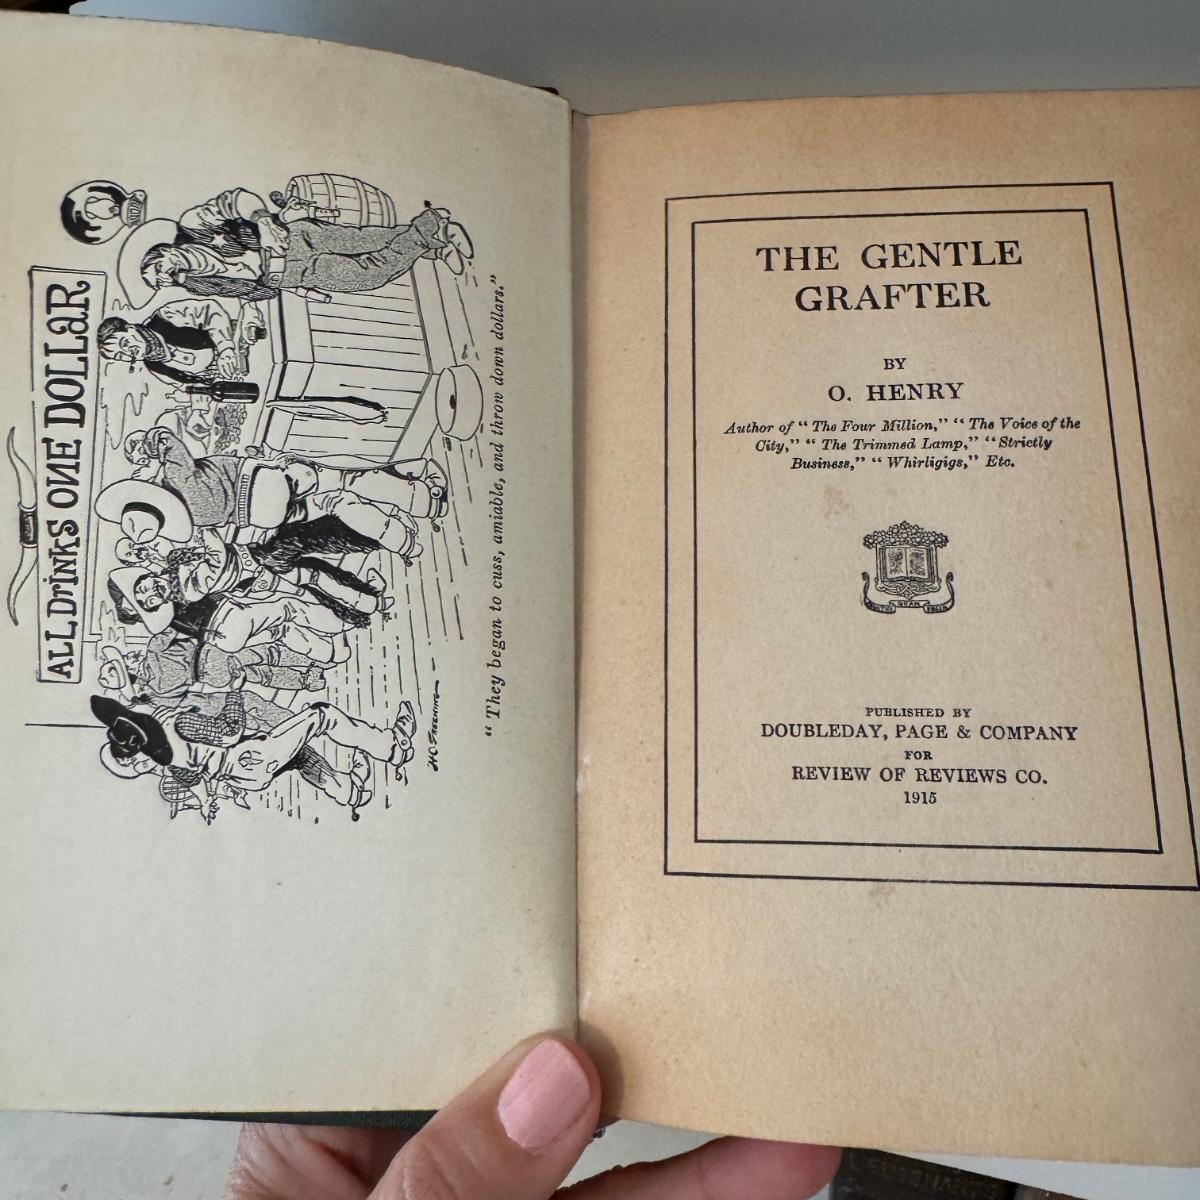 ALL DRINKS ONE DOLLAR
"They began to cuss, amiable, and throw down dollars."
THE GENTLE
GRAFTER
BY
O. HENRY
Author of "The Four Million," "The Voice of the
City," "The Trimmed Lamp," "Strictly
Business," "Whirligigs," Etc.
PUBLISHED BY
DOUBLEDAY, PAGE & COMPANY
FOR
REVIEW OF REVIEWS CO.
1915